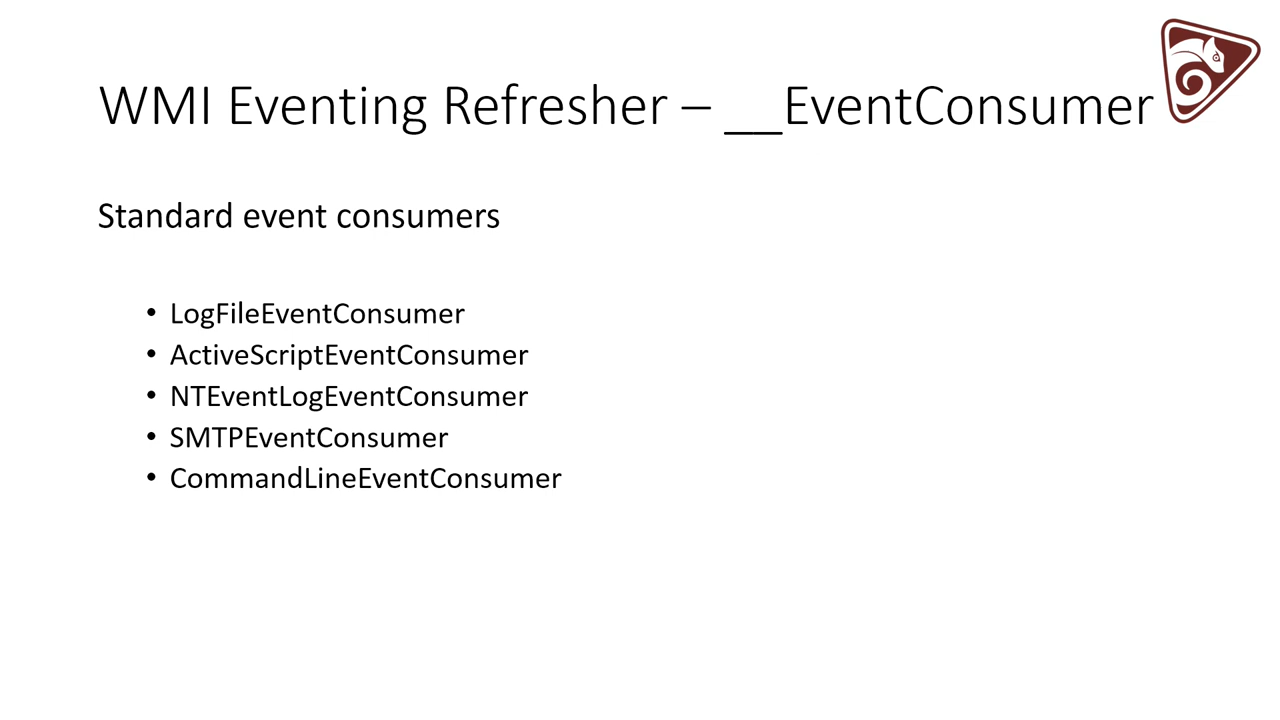 WMI Eventing Refresher – __EventConsumer
Standard event consumers
• LogFileEventConsumer
• ActiveScriptEventConsumer
• NTEventLogEventConsumer
• SMTPEventConsumer
• CommandLineEventConsumer